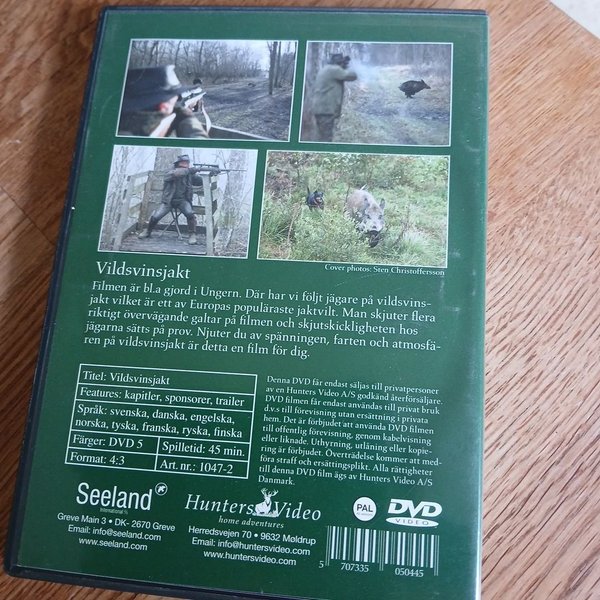 Cover photos: Sten Christoffersson
Vildsvinsjakt
Filmen är bl.a gjord i Ungern. Där har vi följt jägare på vildsvins-
jakt vilket är ett av Europas populäraste jaktvilt. Man skjuter flera
riktigt övervägande galtar på filmen och skjutskickligheten hos
jägarna sätts på prov. Njuter du av spänningen, farten och atmosfä-
ren på vildsvinsjakt är detta en film för dig.
Titel: Vildsvinsjakt
Features: kapitler, sponsorer, trailer
Språk: svenska, danska, engelska,
norska, tyska, franska, ryska, finska
Färger: DVD 5 Spilletid: 45 min.
Format: 4:3 Art.nr.: 1047-2
Denna DVD får endast säljas till privatpersoner
av en Hunters Video A/S godkänd återförsäljare.
DVD filmen får endast användas till privat bruk
d.v.s till förevisning utan ersättning i privata
hem. Det är förbjudet att använda DVD filmen
till offentlig förevisning, genom kabelvisning
eller liknade. Uthyrning, utlåning eller kopie-
ring är förbjudet. Överträdelse kommer att med-
föra straff och ersättningsplikt. Alla rättigheter
till denna DVD film ägs av Hunters Video A/S
Danmark.
Seeland
International
Greve Main 3 • DK- 2670 Greve
Email: info@seeland.com
www.seeland.com
Hunters Video
home adventures
Herredsvejen 70 • 9632 Møldrup
Email: info@huntersvideo.com
www.huntersvideo.com
PAL
DVD
VIDEO
5 707335 050445